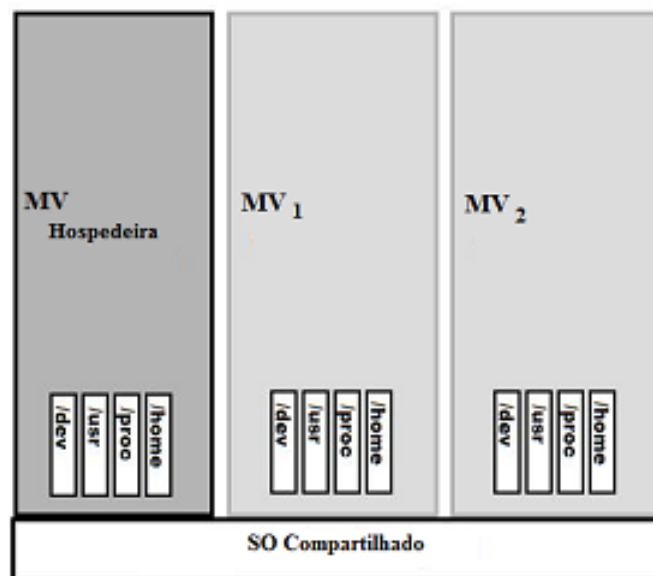 MV
Hospedeira
MV 1
MV 2
/dev
/usr
/proc
/home
/dev
/usr
/proc
/home
/dev
/usr
/proc
/home
SO Compartilhado